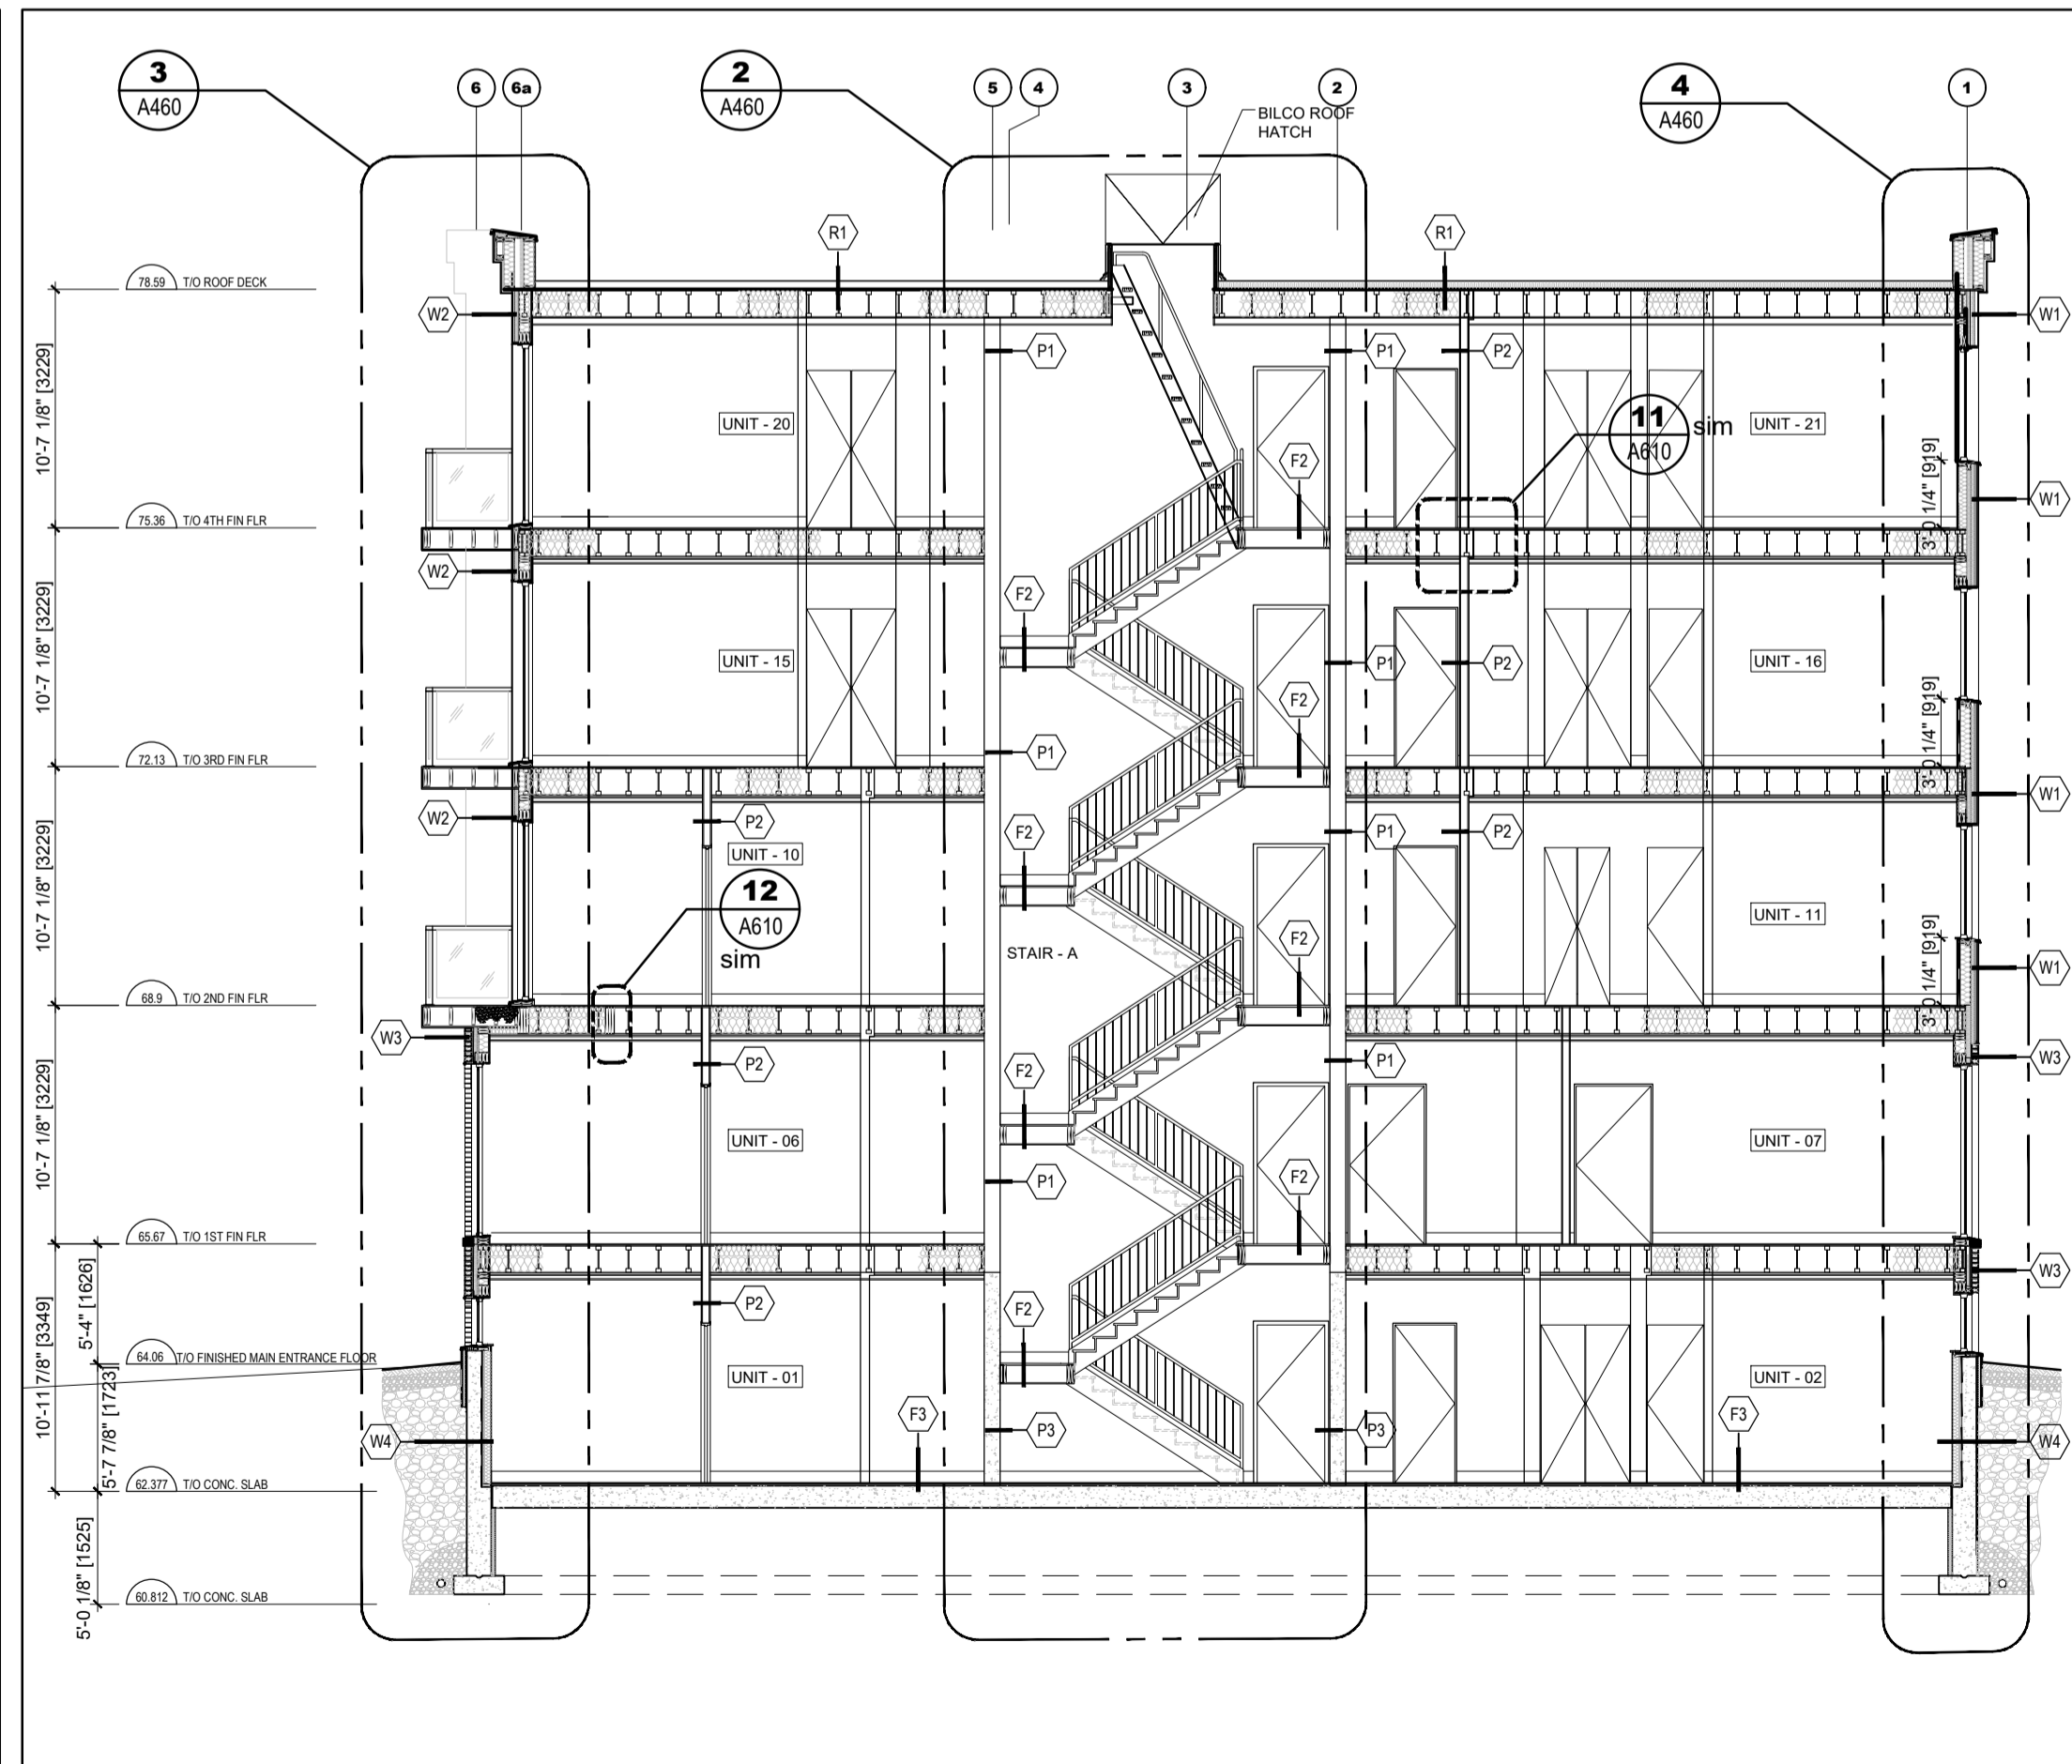 3
A460
6
6a
2
A460
5
4
3
2
4
A460
1
BILCO ROOF
HATCH
R1
R1
78.59 T/O ROOF DECK
W2
W1
P1
P1
P2
10'-7 1/8" [3229]
UNIT - 20
11
A610
sim
UNIT - 21
F2
3'-0 1/4" [919]
W1
75.36 T/O 4TH FIN FLR
W2
F2
10'-7 1/8" [3229]
UNIT - 15
P1
P2
UNIT - 16
F2
3'-0 1/4" [919]
72.13 T/O 3RD FIN FLR
P1
W1
W2
P2
F2
P1
P2
10'-7 1/8" [3229]
UNIT - 10
12
A610
sim
UNIT - 11
STAIR - A
F2
3'-0 1/4" [919]
W1
68.9 T/O 2ND FIN FLR
W3
P2
F2
P1
W3
10'-7 1/8" [3229]
UNIT - 06
UNIT - 07
P1
F2
65.67 T/O 1ST FIN FLR
W3
5'-4" [1626]
P2
F2
10'-11 7/8" [3349]
64.06 T/O FINISHED MAIN ENTRANCE FLOOR
UNIT - 01
UNIT - 02
5'-7 7/8" [1723]
F3
P3
P3
F3
W4
W4
62.377 T/O CONC. SLAB
5'-0 1/8" [1525]
60.812 T/O CONC. SLAB